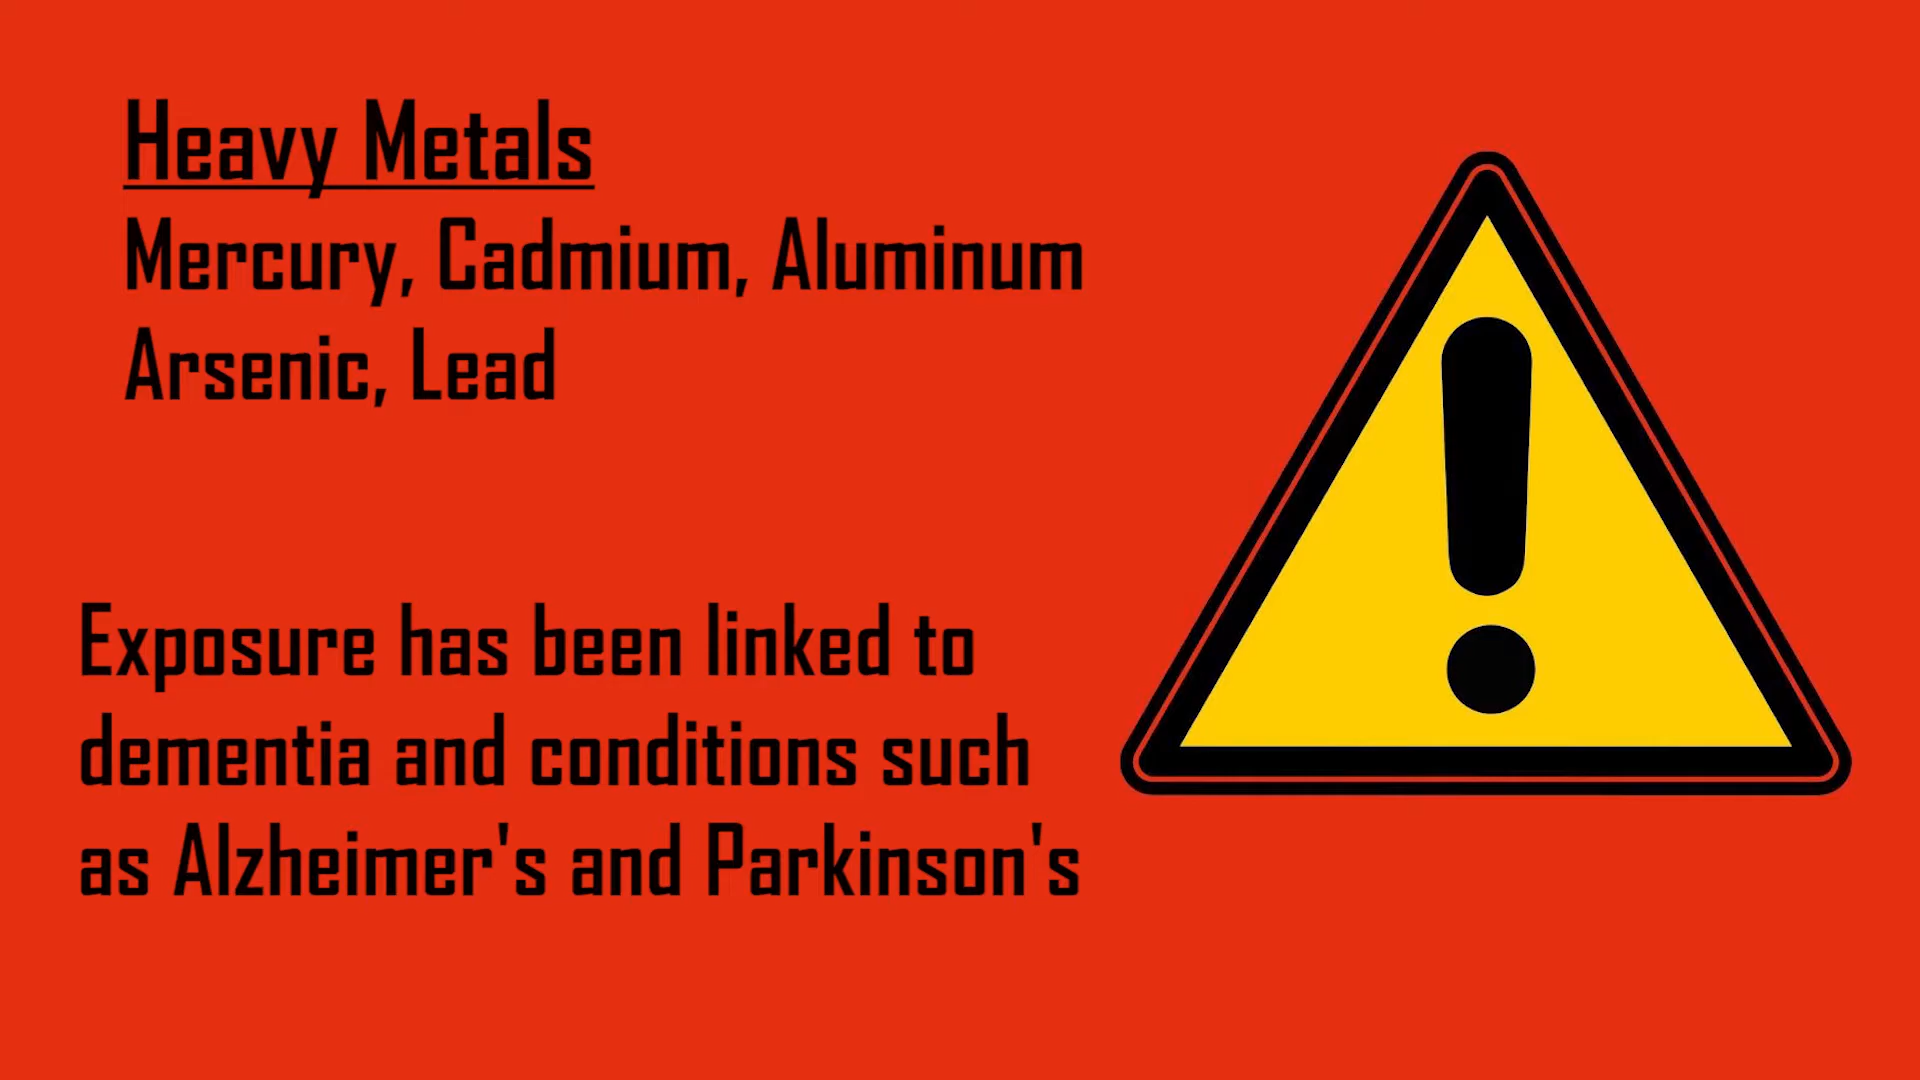 Heavy Metals
Mercury, Cadmium, Aluminum
Arsenic, Lead
Exposure has been linked to
dementia and conditions such
as Alzheimer's and Parkinson's